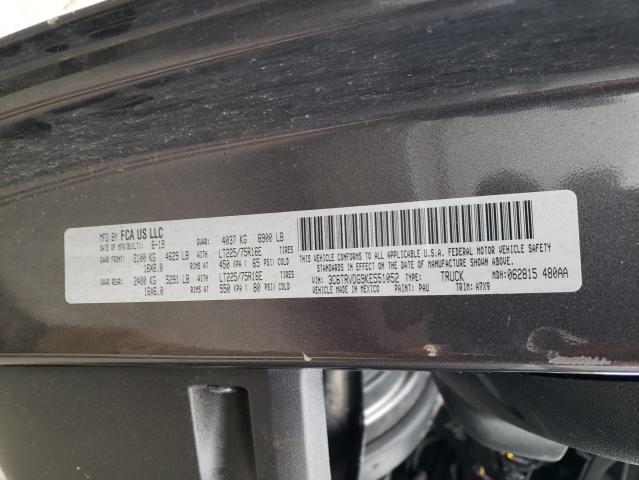 MFD BY FCA US LLC
DATE OF MFR(BUILT): 6-19 GVWR: 4037 KG 8900 LB
GAWR FRONT: 2100 KG 4629 LB WITH LT225/75R16E TIRES
16X6.0 RIMS AT 450 KPA ( 65 PSI COLD)
GAWR REAR: 2400 KG 5291 LB WITH LT225/75R16E TIRES
16X6.0 RIMS AT 550 KPA ( 80 PSI COLD)
THIS VEHICLE CONFORMS TO ALL APPLICABLE U.S.A. FEDERAL MOTOR VEHICLE SAFETY
STANDARDS IN EFFECT ON THE DATE OF MANUFACTURE SHOWN ABOVE.
VIN: 3C6TRVDG9KE551052 TYPE: TRUCK MDH:062815 480AA
VEHICLE MADE IN MEXICO PAINT: PAU TRIM: A7X9